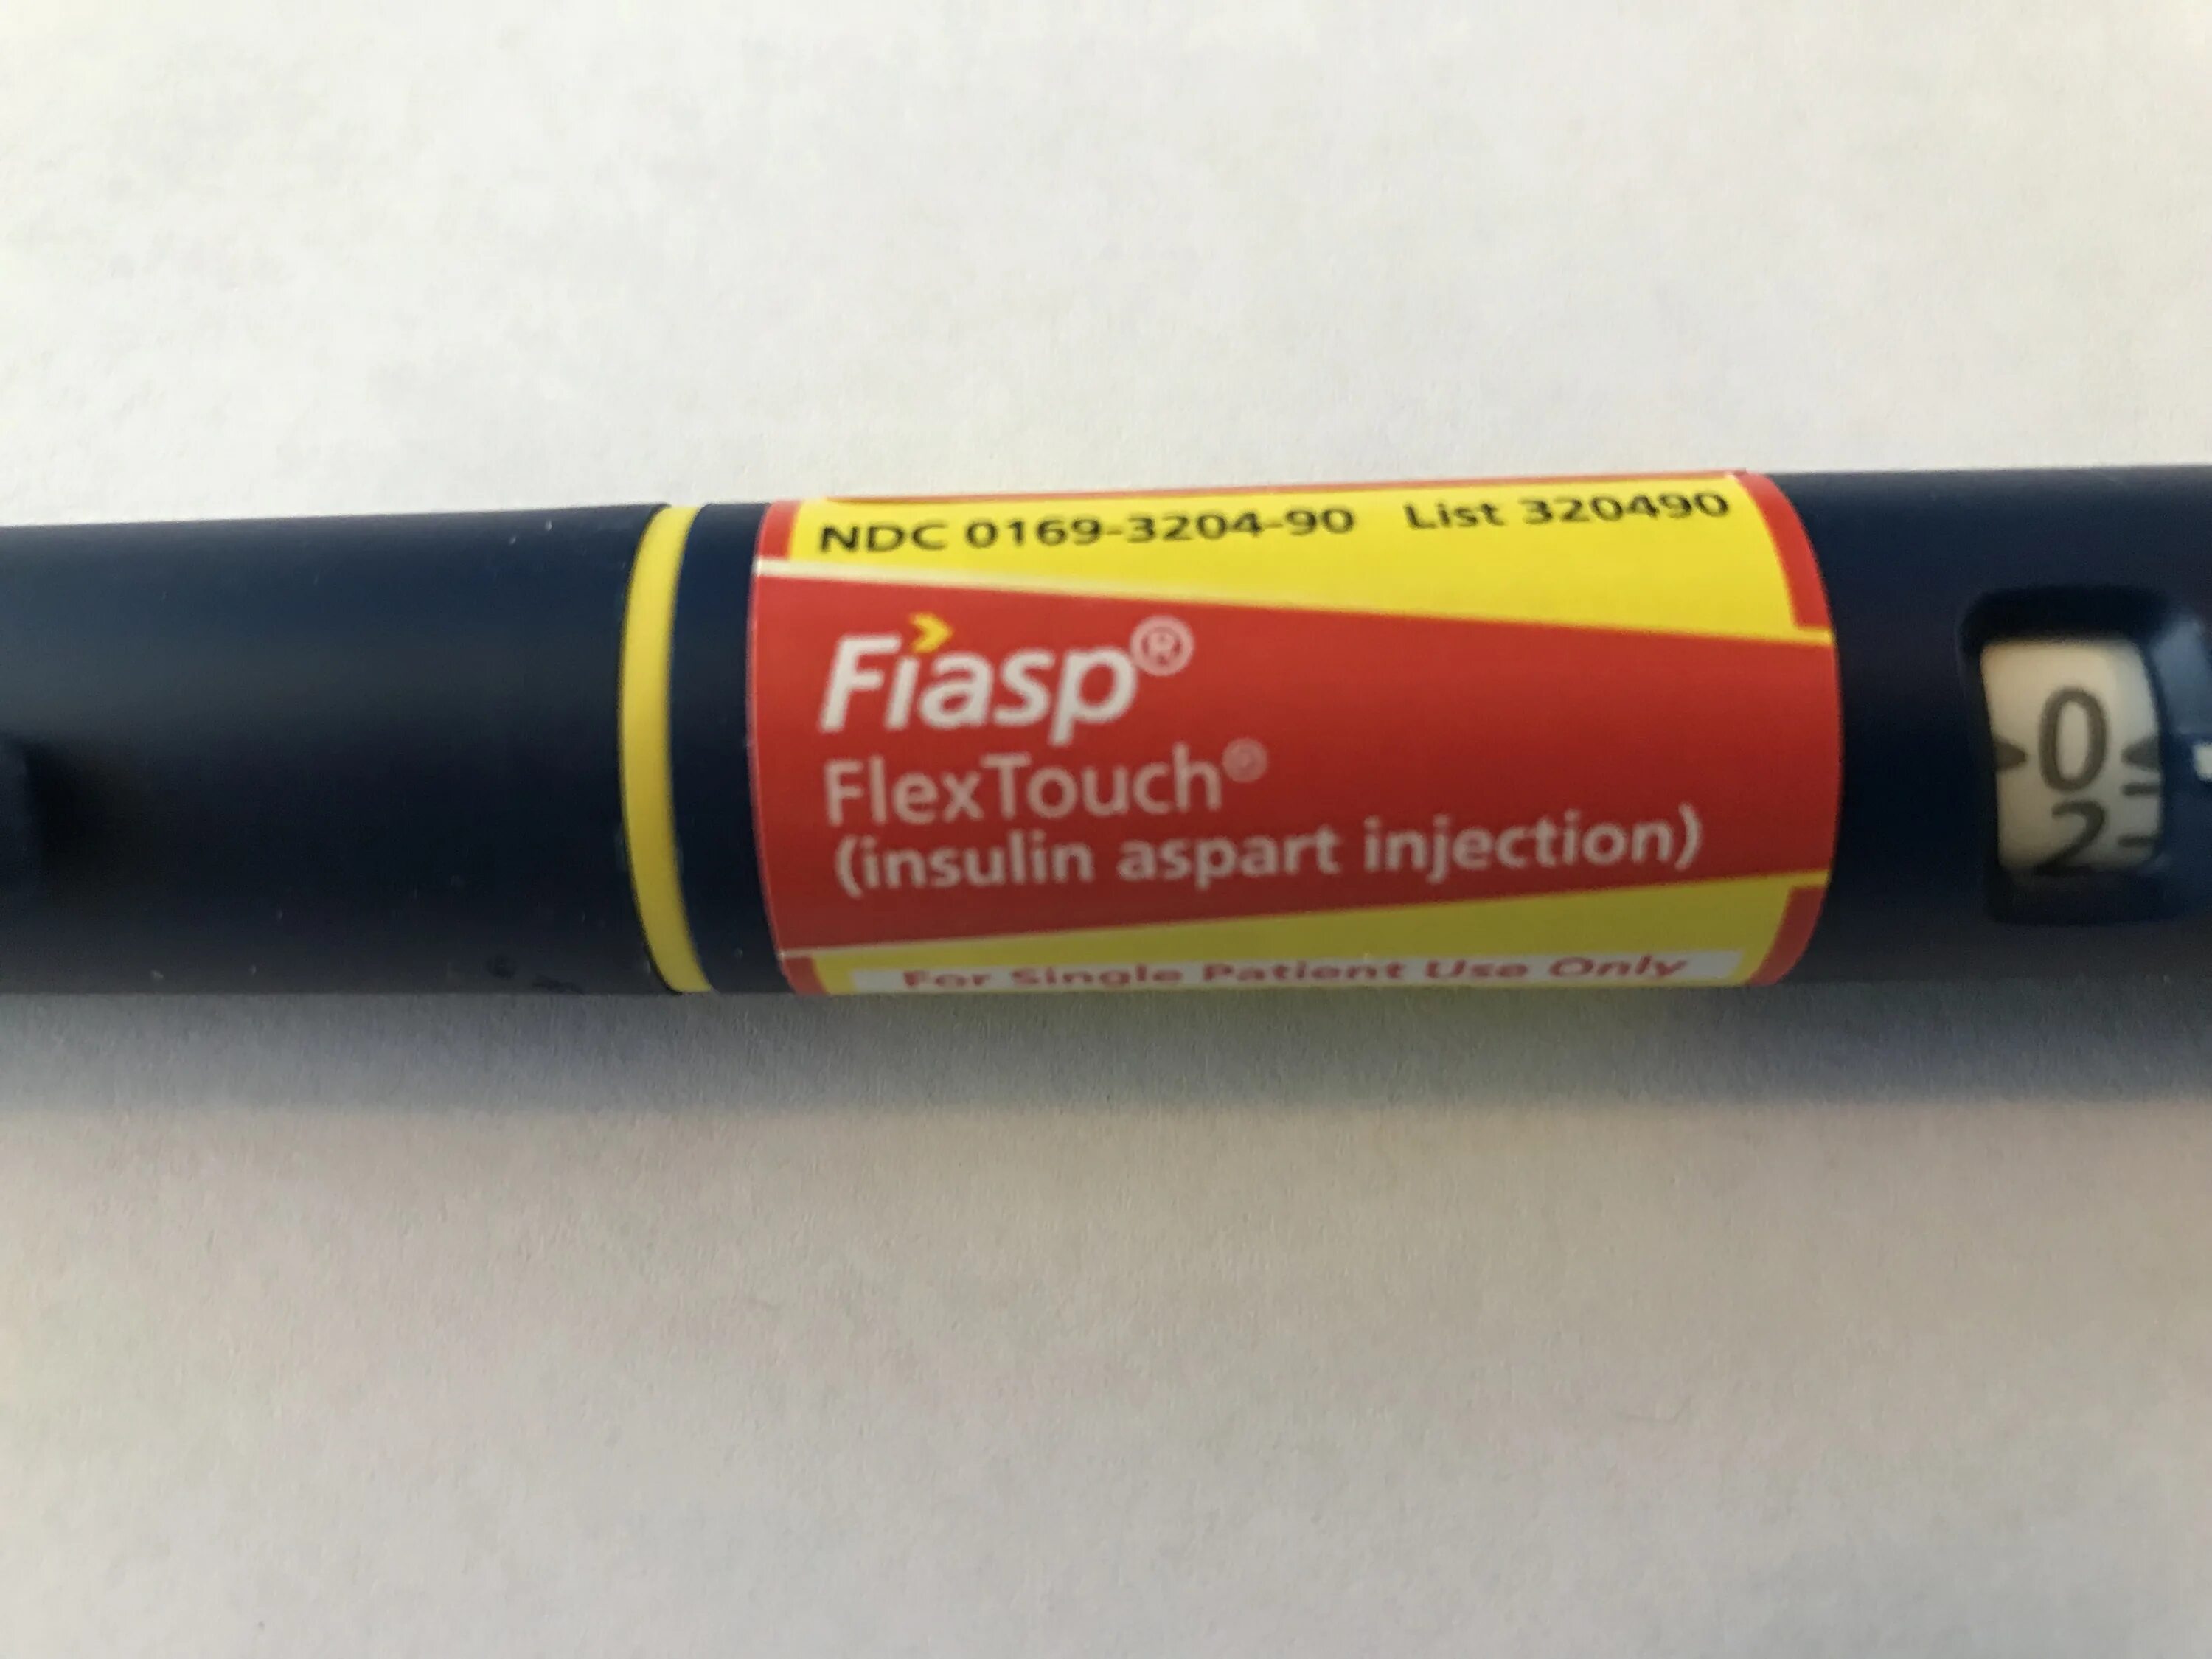 NDC 0169-3204-90 List 320490
Fiasp®
FlexTouch®
(insulin aspart injection)
For Single Patient Use Only
0
2